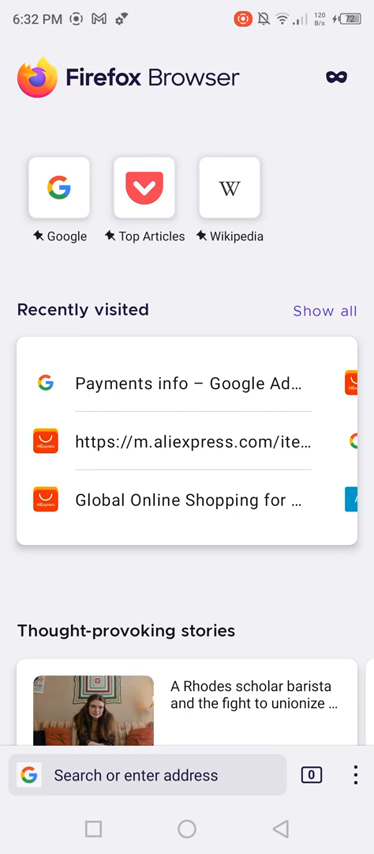 6:32 PM
120
B/s
72
Firefox Browser
W
Google
Top Articles
Wikipedia
Recently visited
Show all
Payments info – Google Ad...
https://m.aliexpress.com/ite...
Global Online Shopping for ...
Thought-provoking stories
A Rhodes scholar barista
and the fight to unionize ...
Search or enter address
0